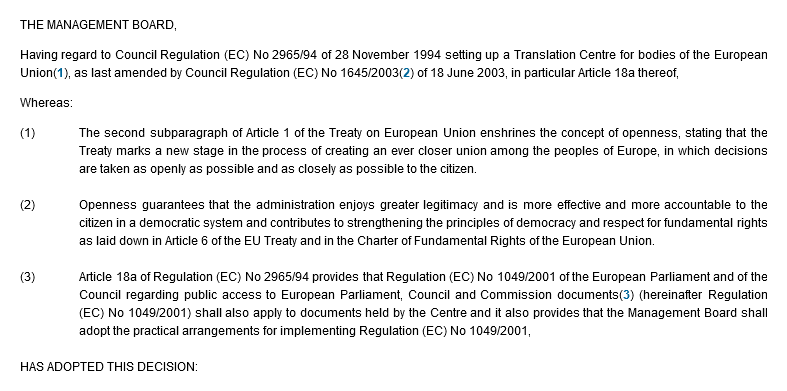 THE MANAGEMENT BOARD,
Having regard to Council Regulation (EC) No 2965/94 of 28 November 1994 setting up a Translation Centre for bodies of the European
Union(1), as last amended by Council Regulation (EC) No 1645/2003(2) of 18 June 2003, in particular Article 18a thereof,
Whereas:
(1) The second subparagraph of Article 1 of the Treaty on European Union enshrines the concept of openness, stating that the
Treaty marks a new stage in the process of creating an ever closer union among the peoples of Europe, in which decisions
are taken as openly as possible and as closely as possible to the citizen.
(2) Openness guarantees that the administration enjoys greater legitimacy and is more effective and more accountable to the
citizen in a democratic system and contributes to strengthening the principles of democracy and respect for fundamental rights
as laid down in Article 6 of the EU Treaty and in the Charter of Fundamental Rights of the European Union.
(3) Article 18a of Regulation (EC) No 2965/94 provides that Regulation (EC) No 1049/2001 of the European Parliament and of the
Council regarding public access to European Parliament, Council and Commission documents(3) (hereinafter Regulation
(EC) No 1049/2001) shall also apply to documents held by the Centre and it also provides that the Management Board shall
adopt the practical arrangements for implementing Regulation (EC) No 1049/2001,
HAS ADOPTED THIS DECISION: